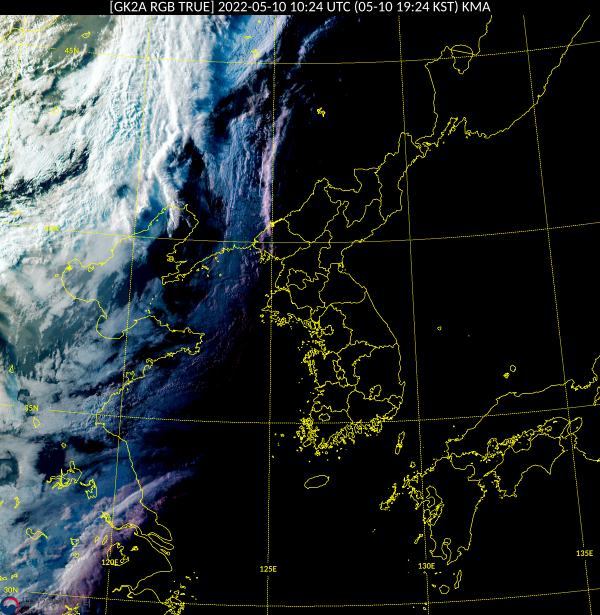 [GK2A RGB TRUE] 2022-05-10 10:24 UTC (05-10 19:24 KST) KMA
45N
35N
135E
120E
125E
130E
30N